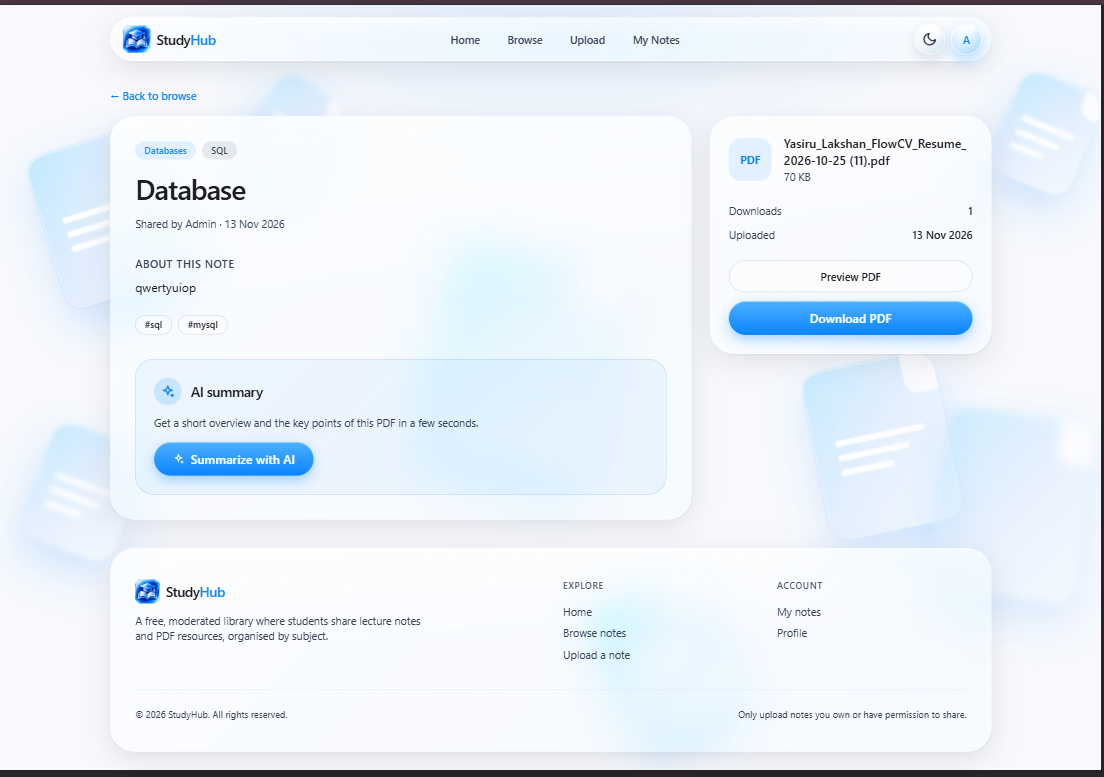 StudyHub
Home
Browse
Upload
My Notes
A
← Back to browse
Databases
SQL
Database
Shared by Admin · 13 Nov 2026
ABOUT THIS NOTE
qwertyuiop
#sql
#mysql
AI summary
Get a short overview and the key points of this PDF in a few seconds.
Summarize with AI
PDF
Yasiru_Lakshan_FlowCV_Resume_
2026-10-25 (11).pdf
70 KB
Downloads 1
Uploaded 13 Nov 2026
Preview PDF
Download PDF
StudyHub
A free, moderated library where students share lecture notes
and PDF resources, organised by subject.
EXPLORE
Home
Browse notes
Upload a note
ACCOUNT
My notes
Profile
© 2026 StudyHub. All rights reserved.
Only upload notes you own or have permission to share.